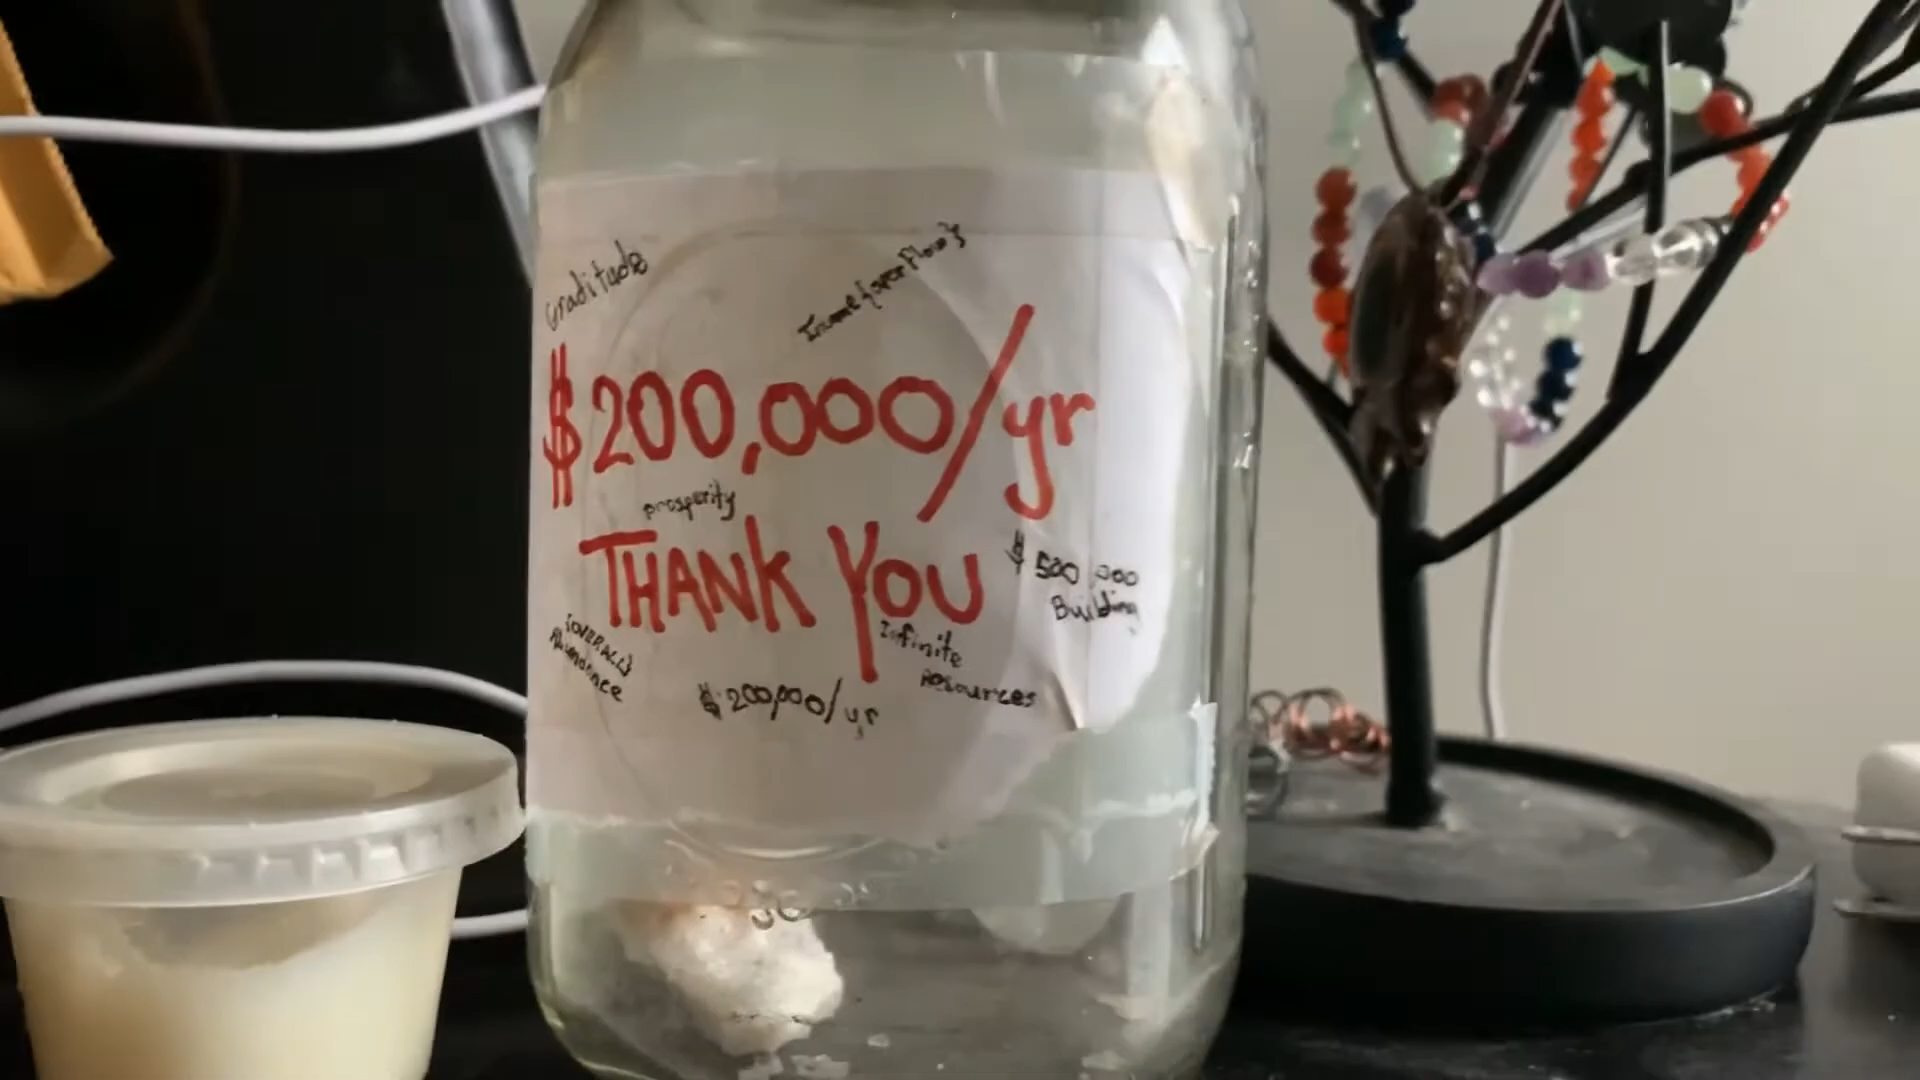 Graditude
Income {overFlow}
$200,000/yr
prosperity
THANK YOU
$500,000
Building
{OVERALL}
Abundance
Infinite
Resources
$200,000/yr